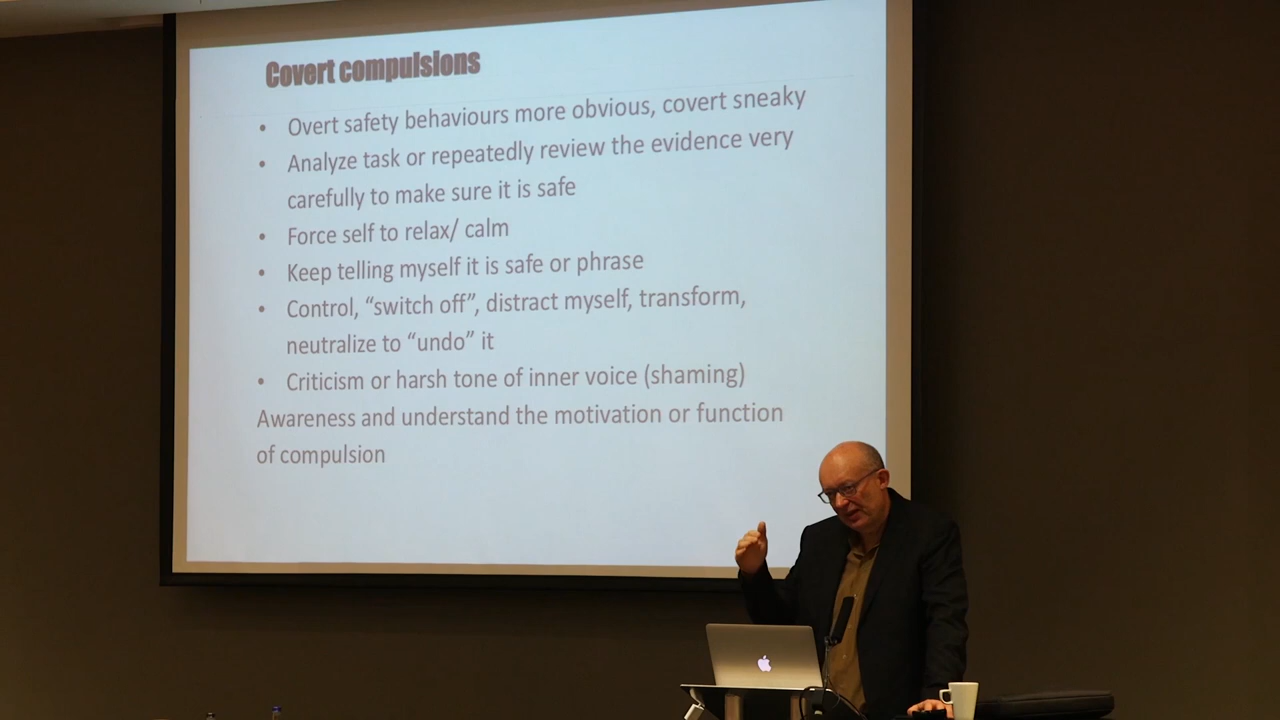 Covert compulsions
• Overt safety behaviours more obvious, covert sneaky
• Analyze task or repeatedly review the evidence very
carefully to make sure it is safe
• Force self to relax/ calm
• Keep telling myself it is safe or phrase
• Control, “switch off”, distract myself, transform,
neutralize to “undo” it
• Criticism or harsh tone of inner voice (shaming)
Awareness and understand the motivation or function
of compulsion